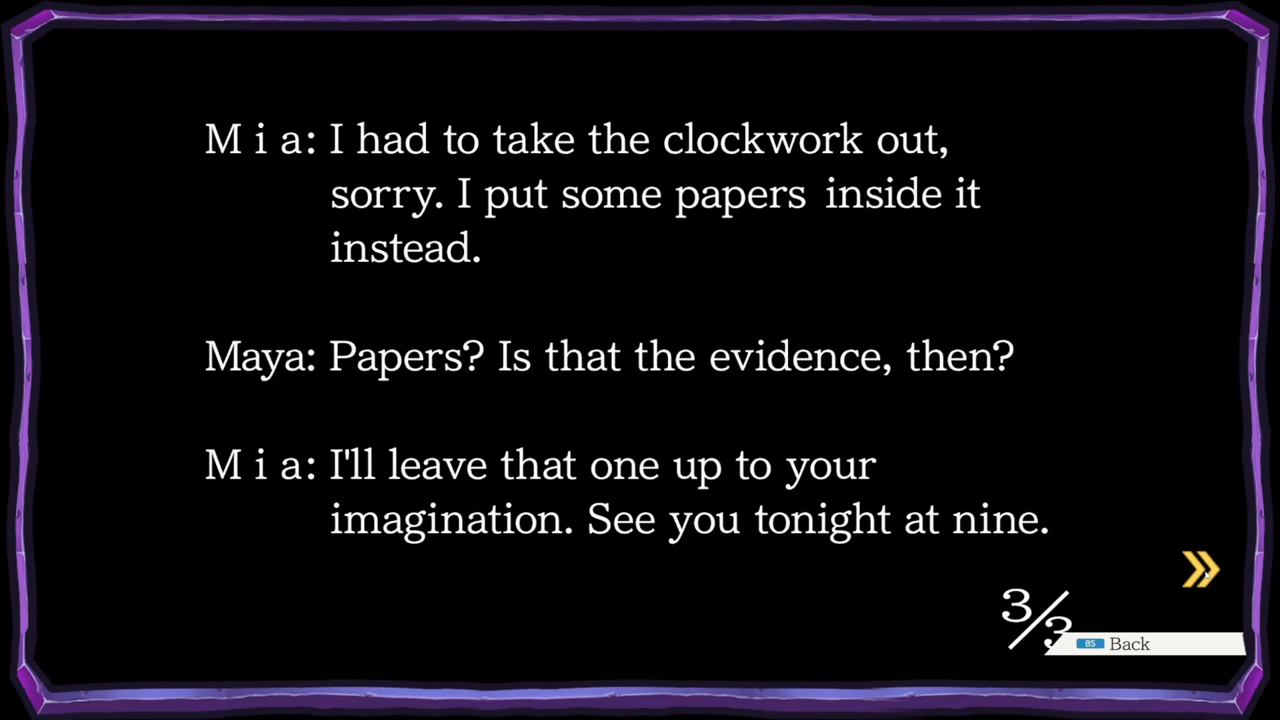 M i a: I had to take the clockwork out,
sorry. I put some papers inside it
instead.
Maya: Papers? Is that the evidence, then?
M i a: I'll leave that one up to your
imagination. See you tonight at nine.
3/3
BS Back